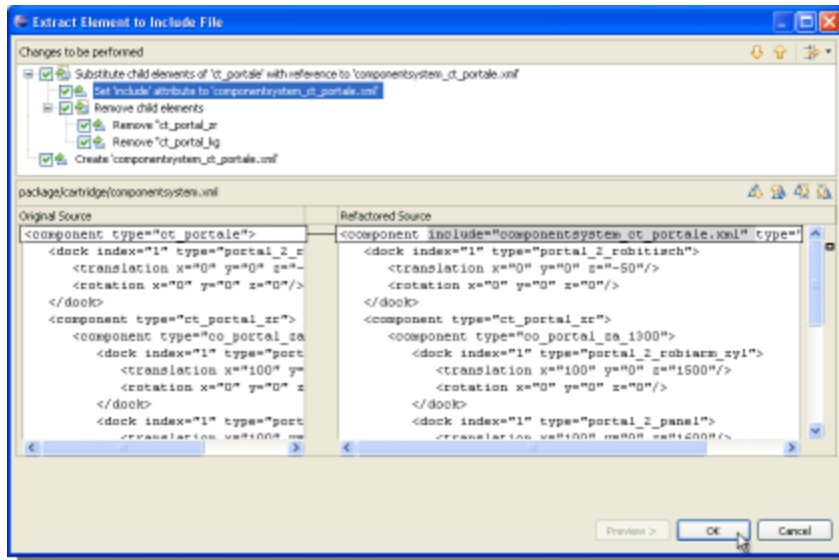 Extract Element to Include File
Changes to be performed
Substitute child elements of 'ct_portale' with reference to 'componentsystem_ct_portale.xml'
Set 'include' attribute to 'componentsystem_ct_portale.xml'
Remove child elements
Remove "ct_portal_zr
Remove "ct_portal_kg
Create 'componentsystem_ct_portale.xml'
package/cartridge/componentsystem.xml
Original Source
<component type="ct_portale">
<dock index="1" type="portal_2_r
<translation x="0" y="0" z="-
<rotation x="0" y="0" z="0"/>
</dock>
<component type="ct_portal_zr">
<component type="co_portal_za
<dock index="1" type="port
<translation x="100" y=
<rotation x="0" y="0" z
</dock>
<dock index="1" type="port
<translation x="100" y=
Refactored Source
<component include="componentsystem_ct_portale.xml" type="
<dock index="1" type="portal_2_robitisch">
<translation x="0" y="0" z="-50"/>
<rotation x="0" y="0" z="0"/>
</dock>
<component type="ct_portal_zr">
<component type="co_portal_za_1300">
<dock index="1" type="portal_2_robiarm_zyl">
<translation x="100" y="0" z="1500"/>
<rotation x="0" y="0" z="0"/>
</dock>
<dock index="1" type="portal_2_panel">
<translation x="100" y="0" z="1600"/>
Preview >
OK
Cancel